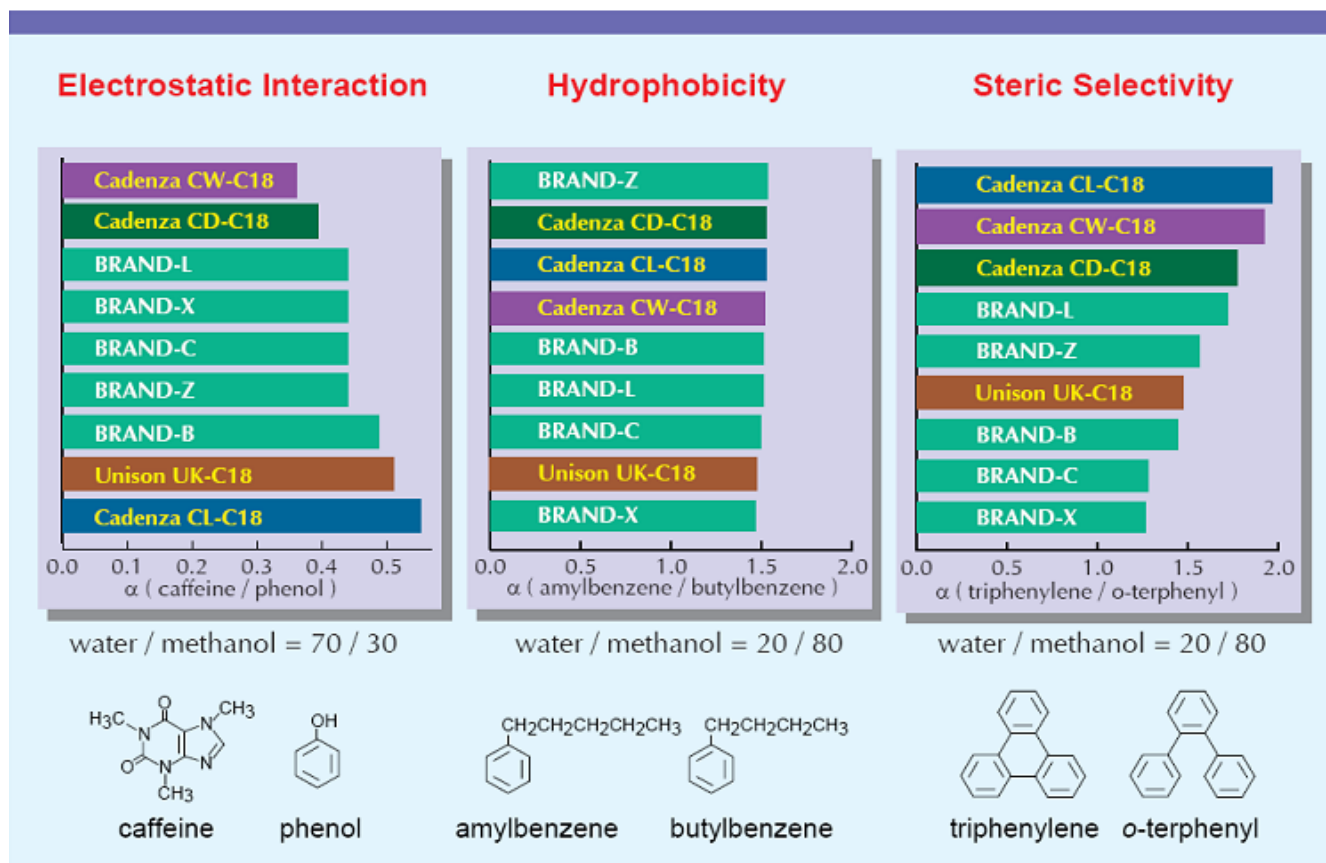 Electrostatic Interaction
Cadenza CW-C18
Cadenza CD-C18
BRAND-L
BRAND-X
BRAND-C
BRAND-Z
BRAND-B
Unison UK-C18
Cadenza CL-C18
0.0 0.1 0.2 0.3 0.4 0.5
α ( caffeine / phenol )
water / methanol = 70 / 30
Hydrophobicity
BRAND-Z
Cadenza CD-C18
Cadenza CL-C18
Cadenza CW-C18
BRAND-B
BRAND-L
BRAND-C
Unison UK-C18
BRAND-X
0.0 0.5 1.0 1.5 2.0
α ( amylbenzene / butylbenzene )
water / methanol = 20 / 80
Steric Selectivity
Cadenza CL-C18
Cadenza CW-C18
Cadenza CD-C18
BRAND-L
BRAND-Z
Unison UK-C18
BRAND-B
BRAND-C
BRAND-X
0.0 0.5 1.0 1.5 2.0
α ( triphenylene / o-terphenyl )
water / methanol = 20 / 80
O
H3C
N
N
CH3
O
N
N
CH3
caffeine
OH
phenol
CH2CH2CH2CH2CH3
amylbenzene
CH2CH2CH2CH3
butylbenzene
triphenylene
o-terphenyl